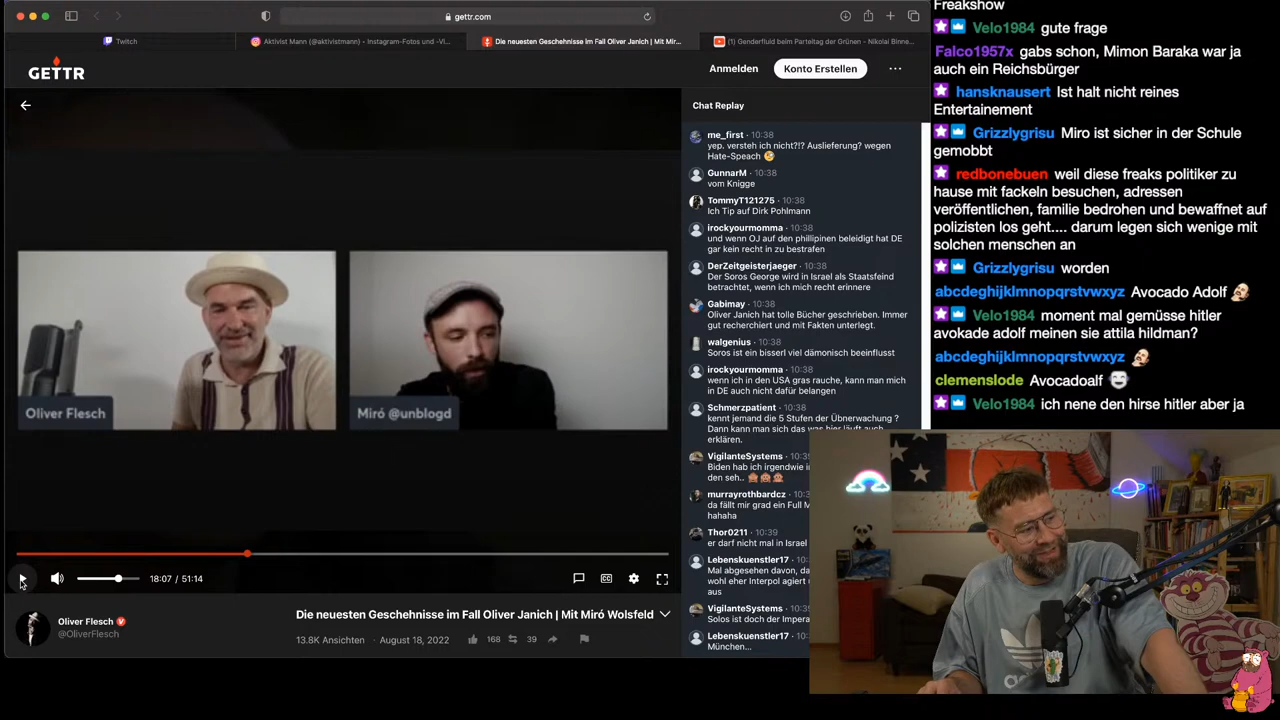 gettr.com
Twitch
Aktivist Mann (@aktivistmann) • Instagram-Fotos und -Vi...
Die neuesten Geschehnisse im Fall Oliver Janich | Mit Mir...
(1) Genderfluid beim Parteitag der Grünen - Nikolai Binne...
GETTR
Anmelden
Konto Erstellen
Chat Replay
me_first · 10:38
yep. versteh ich nicht?!? Auslieferung? wegen
Hate-Speach
GunnarM · 10:38
vom Knigge
TommyT121275 · 10:38
Ich Tip auf Dirk Pohlmann
irockyourmomma · 10:38
und wenn OJ auf den phillipinen beleidigt hat DE
gar kein recht in zu bestrafen
DerZeitgeisterjaeger · 10:38
Der Soros George wird in Israel als Staatsfeind
betrachtet, wenn ich mich recht erinnere
Gabimay · 10:38
Oliver Janich hat tolle Bücher geschrieben. Immer
gut recherchiert und mit Fakten unterlegt.
walgenius · 10:38
Soros ist ein bisserl viel dämonisch beeinflusst
irockyourmomma · 10:38
wenn ich in den USA gras rauche, kann man mich
in DE auch nicht dafür belangen
Schmerzpatient · 10:38
kennt jemand die 5 Stufen der Übnerwachung ?
Dann kann man sich das was hier läuft auch
erklären.
VigilanteSystems · 10:39
Biden hab ich irgendwie i
den seh..
murrayrothbardcz · 10:3
da fällt mir grad ein Full M
hahaha
Thor0211 · 10:39
er darf nicht mal in Israel
Lebenskuenstler17 · 10:
Mal abgesehen davon, da
wohl eher Interpol agiert u
aus
VigilanteSystems · 10:39
Solos ist doch der Impera
Lebenskuenstler17 · 10:
München...
Oliver Flesch
Miró @unblogd
18:07 / 51:14
CC
Oliver Flesch
@OliverFlesch
Die neuesten Geschehnisse im Fall Oliver Janich | Mit Miró Wolsfeld
13.8K Ansichten · August 18, 2022
168
39
Freakshow
Velo1984 gute frage
Falco1957x gabs schon, Mimon Baraka war ja
auch ein Reichsbürger
hansknausert Ist halt nicht reines
Entertainement
Grizzlygrisu Miro ist sicher in der Schule
gemobbt
redbonebuen weil diese freaks politiker zu
hause mit fackeln besuchen, adressen
veröffentlichen, familie bedrohen und bewaffnet auf
polizisten los geht.... darum legen sich wenige mit
solchen menschen an
Grizzlygrisu worden
abcdeghijklmnopqrstvwxyz Avocado Adolf
Velo1984 moment mal gemüsse hitler
avokade adolf meinen sie attila hildman?
abcdeghijklmnopqrstvwxyz
clemenslode Avocadoalf
Velo1984 ich nene den hirse hitler aber ja